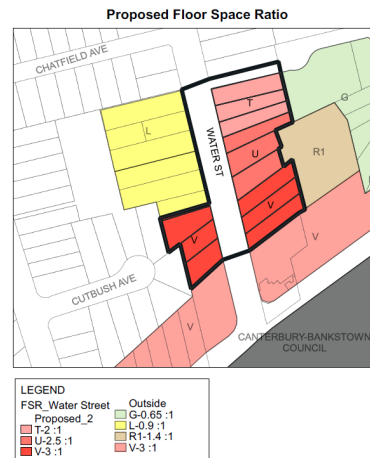 Proposed Floor Space Ratio
CHATFIELD AVE
T
G
L
WATER ST
U
R1
V
V
V
CUTBUSH AVE
V
CANTERBURY-BANKSTOWN
COUNCIL
LEGEND
FSR_Water Street
Proposed_2
T-2 :1
U-2.5 :1
V-3 :1
Outside
G-0.65 :1
L-0.9 :1
R1-1.4 :1
V-3 :1